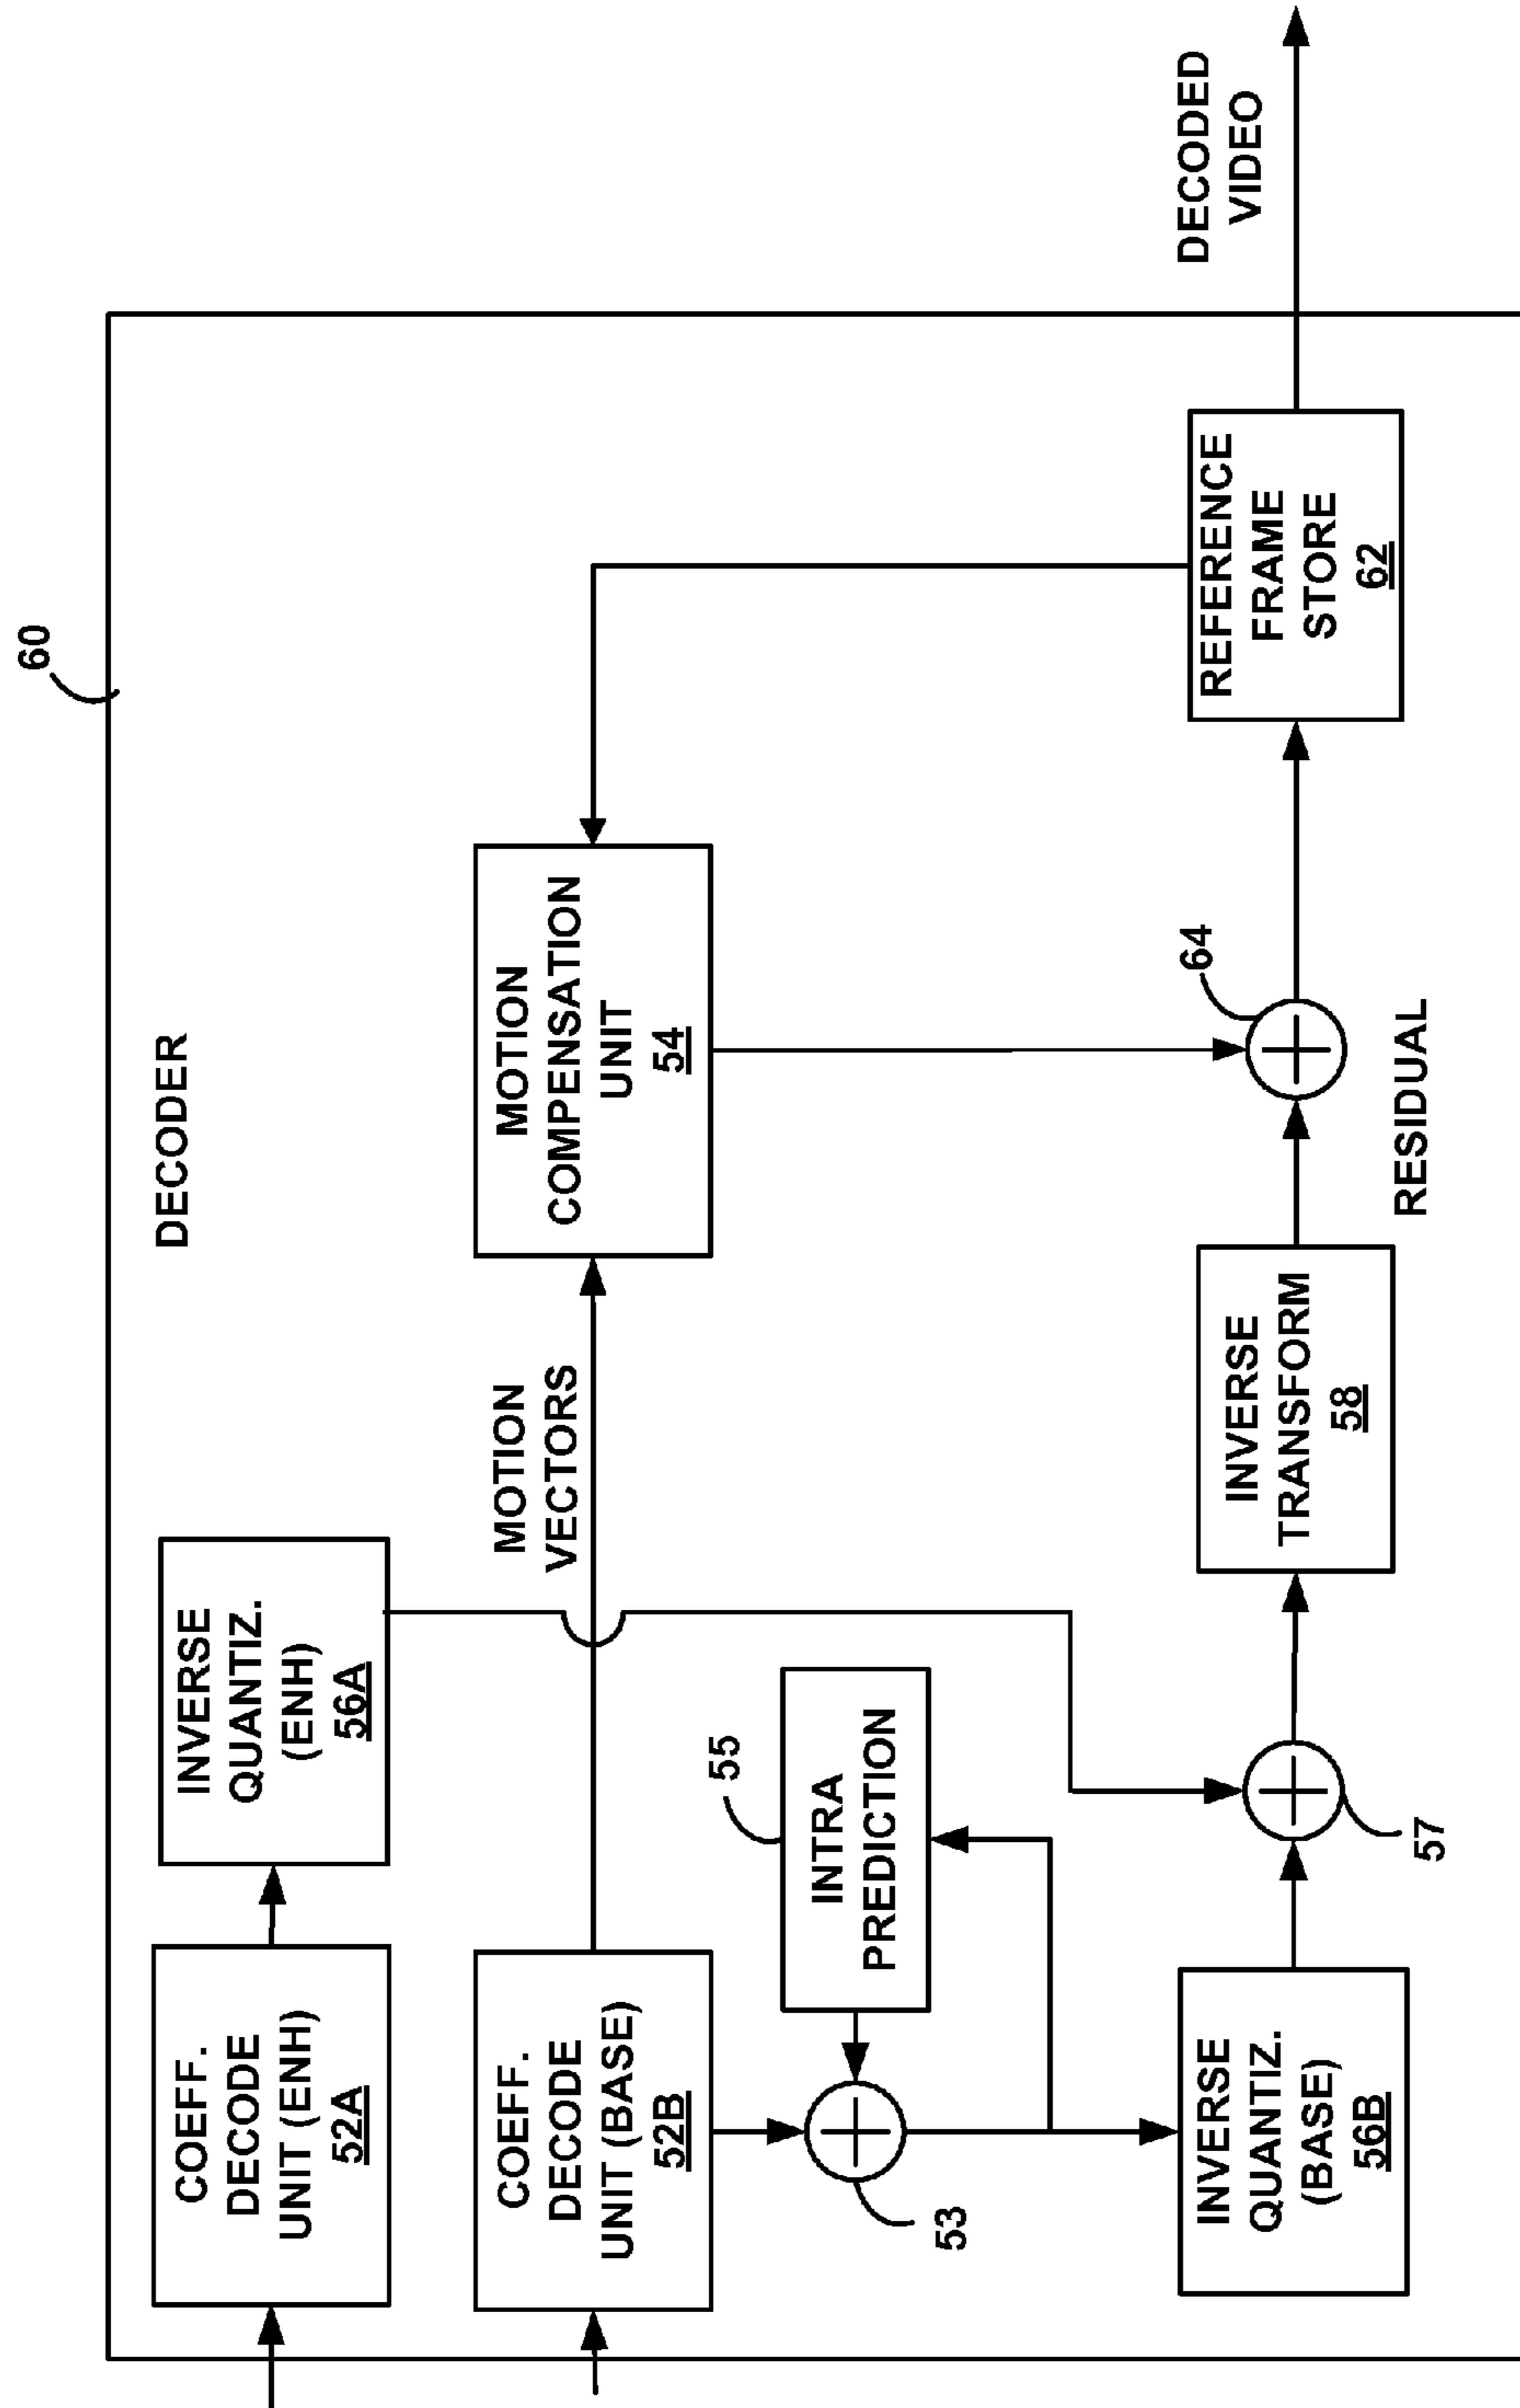 60
DECODER
COEFF.
DECODE
UNIT (ENH)
52A
INVERSE
QUANTIZ.
(ENH)
56A
COEFF.
DECODE
UNIT (BASE)
52B
MOTION
VECTORS
MOTION
COMPENSATION
UNIT
54
53
INTRA
PREDICTION
55
INVERSE
QUANTIZ.
(BASE)
56B
57
INVERSE
TRANSFORM
58
RESIDUAL
64
REFERENCE
FRAME
STORE
62
DECODED
VIDEO